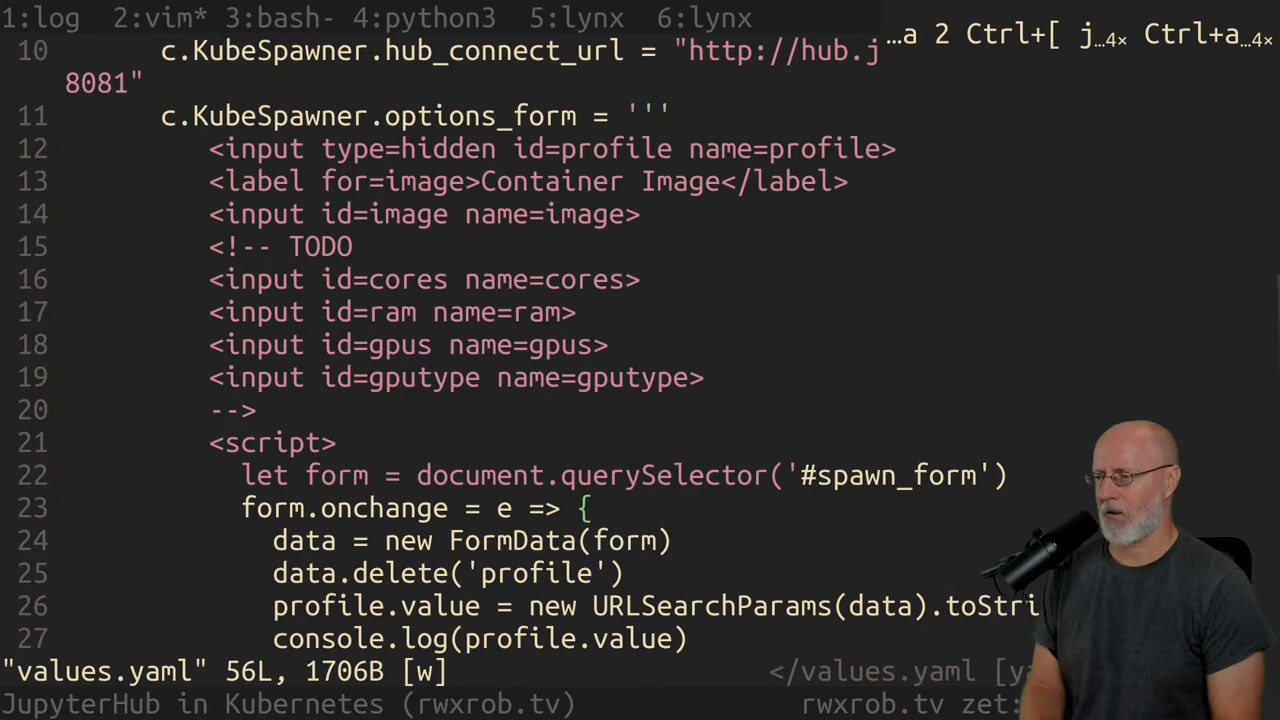 1:log  2:vim* 3:bash- 4:python3  5:lynx  6:lynx
…a 2 Ctrl+[ j…4× Ctrl+a…4×
10 c.KubeSpawner.hub_connect_url = "http://hub.j
8081"
11 c.KubeSpawner.options_form = '''
12 <input type=hidden id=profile name=profile>
13 <label for=image>Container Image</label>
14 <input id=image name=image>
15 <!-- TODO
16 <input id=cores name=cores>
17 <input id=ram name=ram>
18 <input id=gpus name=gpus>
19 <input id=gputype name=gputype>
20 -->
21 <script>
22 let form = document.querySelector('#spawn_form')
23 form.onchange = e => {
24 data = new FormData(form)
25 data.delete('profile')
26 profile.value = new URLSearchParams(data).toStri
27 console.log(profile.value)
"values.yaml" 56L, 1706B [w] </values.yaml [y
JupyterHub in Kubernetes (rwxrob.tv) rwxrob.tv zet: